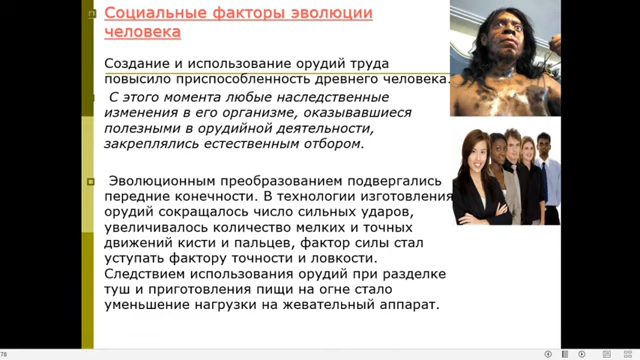 Социальные факторы эволюции
человека
Создание и использование орудий труда
повысило приспособленность древнего человека.
С этого момента любые наследственные
изменения в его организме, оказывавшиеся
полезными в орудийной деятельности,
закреплялись естественным отбором.
Эволюционным преобразованием подвергались
передние конечности. В технологии изготовления
орудий сокращалось число сильных ударов,
увеличивалось количество мелких и точных
движений кисти и пальцев, фактор силы стал
уступать фактору точности и ловкости.
Следствием использования орудий при разделке
туш и приготовления пищи на огне стало
уменьшение нагрузки на жевательный аппарат.
78